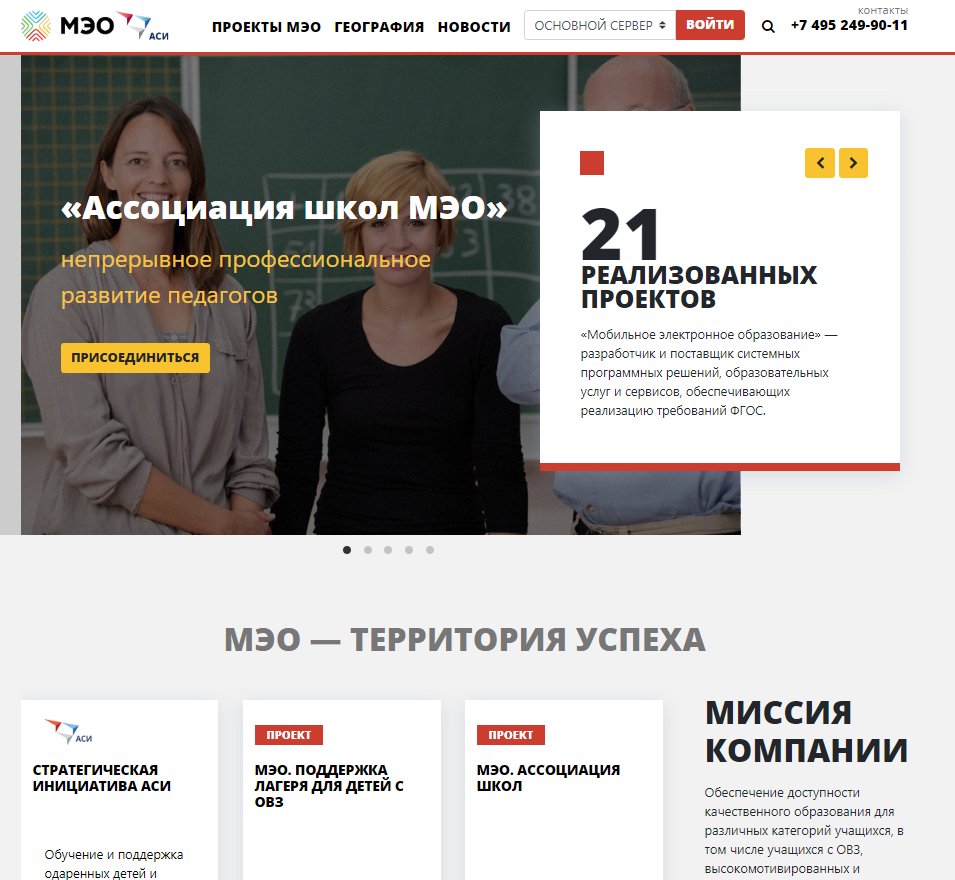 МЭО
АСИ
ПРОЕКТЫ МЭО
ГЕОГРАФИЯ
НОВОСТИ
ОСНОВНОЙ СЕРВЕР
ВОЙТИ
контакты
+7 495 249-90-11
«Ассоциация школ МЭО»
непрерывное профессиональное
развитие педагогов
ПРИСОЕДИНИТЬСЯ
21
РЕАЛИЗОВАННЫХ
ПРОЕКТОВ
«Мобильное электронное образование» —
разработчик и поставщик системных
программных решений, образовательных
услуг и сервисов, обеспечивающих
реализацию требований ФГОС.
МЭО — ТЕРРИТОРИЯ УСПЕХА
АСИ
СТРАТЕГИЧЕСКАЯ
ИНИЦИАТИВА АСИ
Обучение и поддержка
одаренных детей и
ПРОЕКТ
МЭО. ПОДДЕРЖКА
ЛАГЕРЯ ДЛЯ ДЕТЕЙ С
ОВЗ
ПРОЕКТ
МЭО. АССОЦИАЦИЯ
ШКОЛ
МИССИЯ
КОМПАНИИ
Обеспечение доступности
качественного образования для
различных категорий учащихся, в
том числе учащихся с ОВЗ,
высокомотивированных и